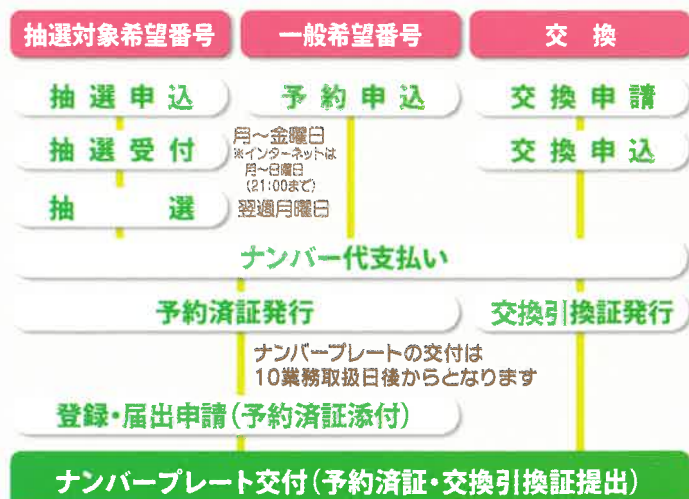 抽選対象希望番号
一般希望番号
交換
抽選申込
予約申込
交換申請
抽選受付
月～金曜日
※インターネットは
月～日曜日
(21:00まで)
交換申込
抽選
翌週月曜日
ナンバー代支払い
予約済証発行
交換引換証発行
ナンバープレートの交付は
10業務取扱日後からとなります
登録・届出申請(予約済証添付)
ナンバープレート交付(予約済証・交換引換証提出)